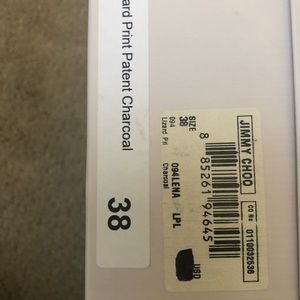 ard Print Patent Charcoal
38
JIMMY CHOO
CO No 0110032536
SIZE
38
094
Lizard Pri
8 85261 94645
094LENA LPL
Charcoal
USD